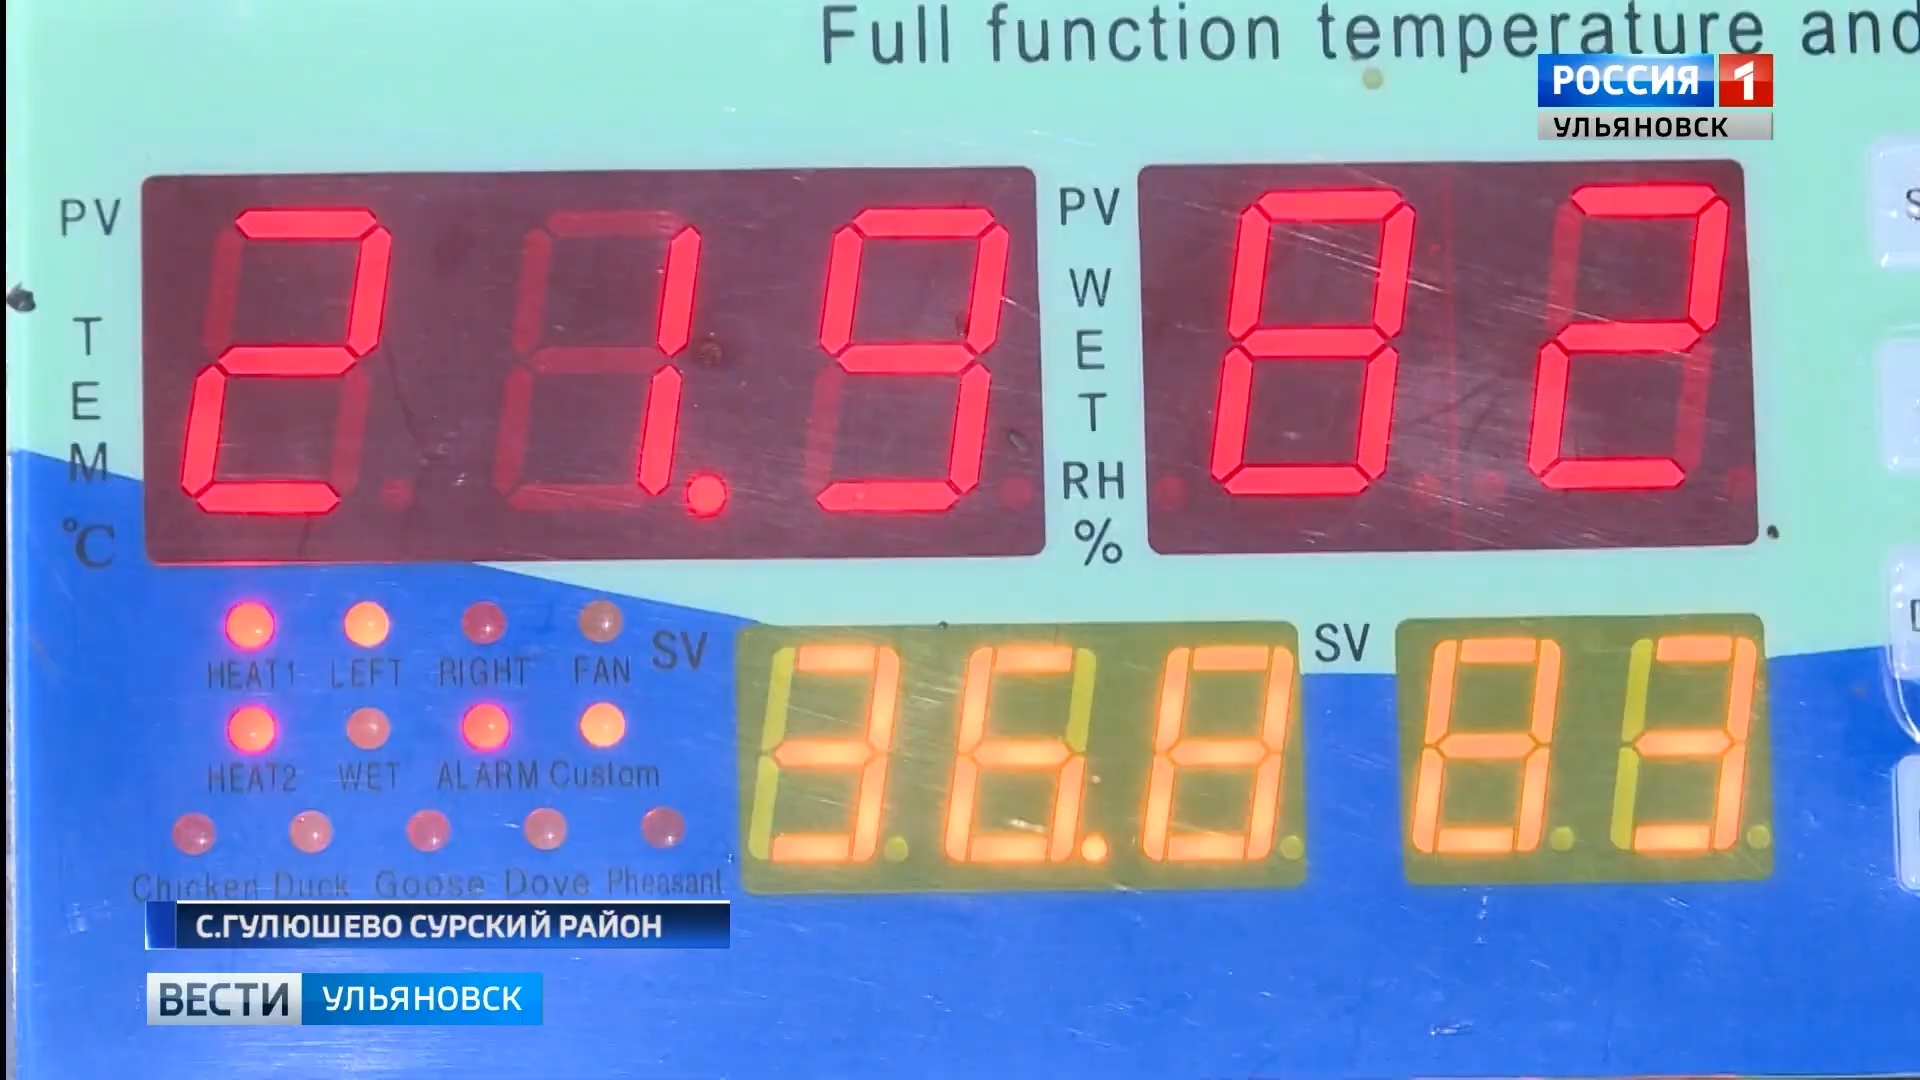 Full function temperature and
РОССИЯ 1
УЛЬЯНОВСК
PV
TEM
℃
21.9
PV
WET
RH
%
82
HEAT1 LEFT RIGHT FAN
SV
36.8
SV
83
HEAT2 WET ALARM Custom
Chicken Duck Goose Dove Pheasant
С.ГУЛЮШЕВО СУРСКИЙ РАЙОН
ВЕСТИ УЛЬЯНОВСК